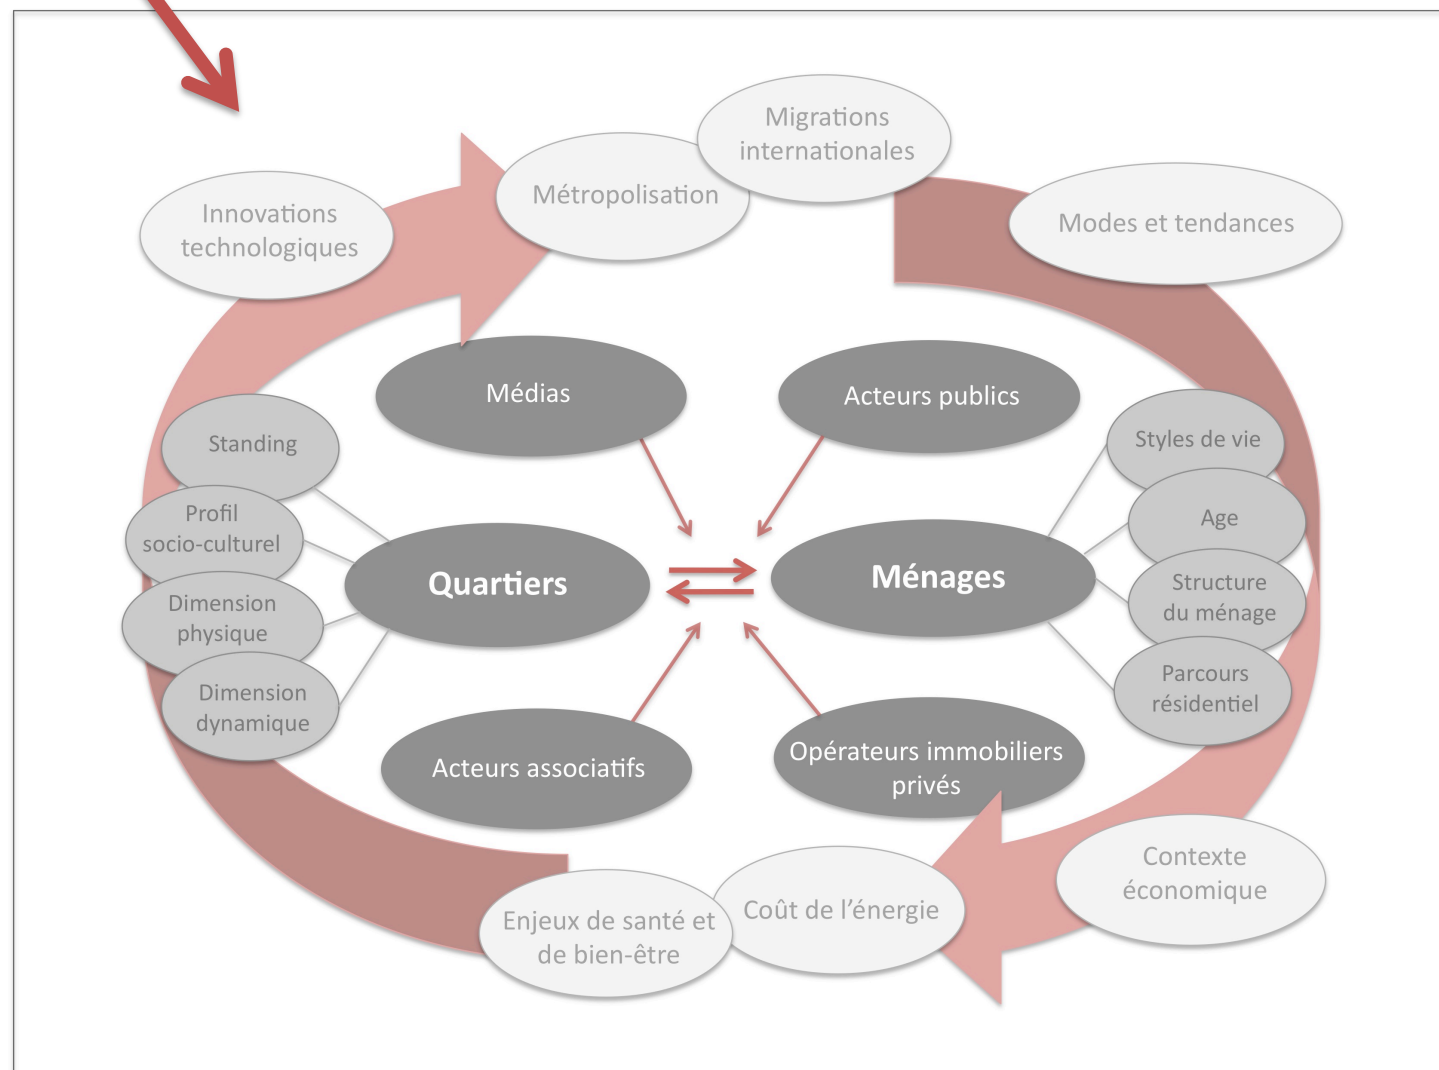 Migrations
internationales
Métropolisation
Innovations
technologiques
Modes et tendances
Médias
Acteurs publics
Standing
Profil
socio-culturel
Dimension
physique
Dimension
dynamique
Quartiers
Ménages
Styles de vie
Age
Structure
du ménage
Parcours
résidentiel
Acteurs associatifs
Opérateurs immobiliers
privés
Contexte
économique
Coût de l’énergie
Enjeux de santé et
de bien-être